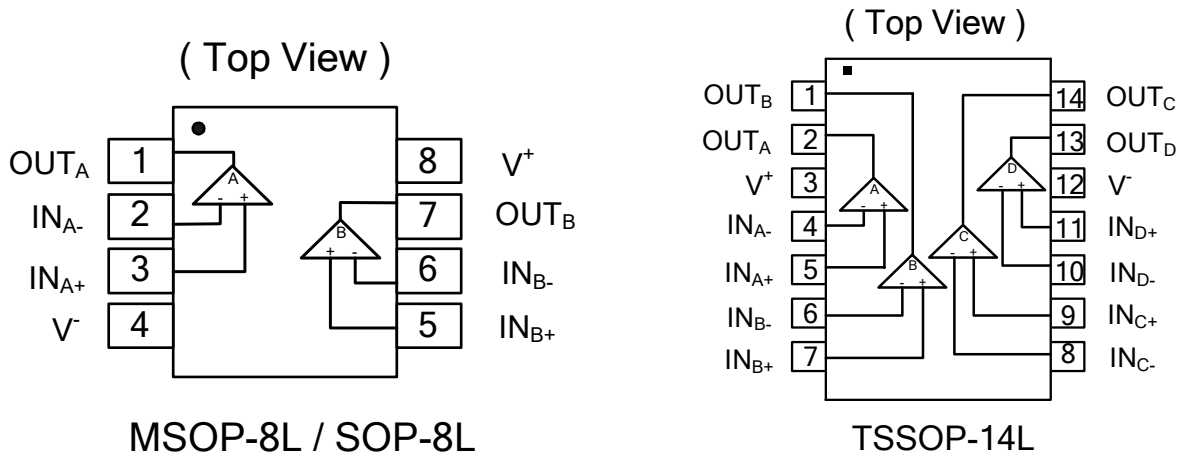 ( Top View )
OUTA 1
INA- 2
INA+ 3
V- 4
8 V+
7 OUTB
6 INB-
5 INB+
A
- +
B
+ -
MSOP-8L / SOP-8L
( Top View )
OUTB 1
OUTA 2
V+ 3
INA- 4
INA+ 5
INB- 6
INB+ 7
14 OUTC
13 OUTD
12 V-
11 IND+
10 IND-
9 INC+
8 INC-
A
- +
B
- +
C
- +
D
- +
TSSOP-14L